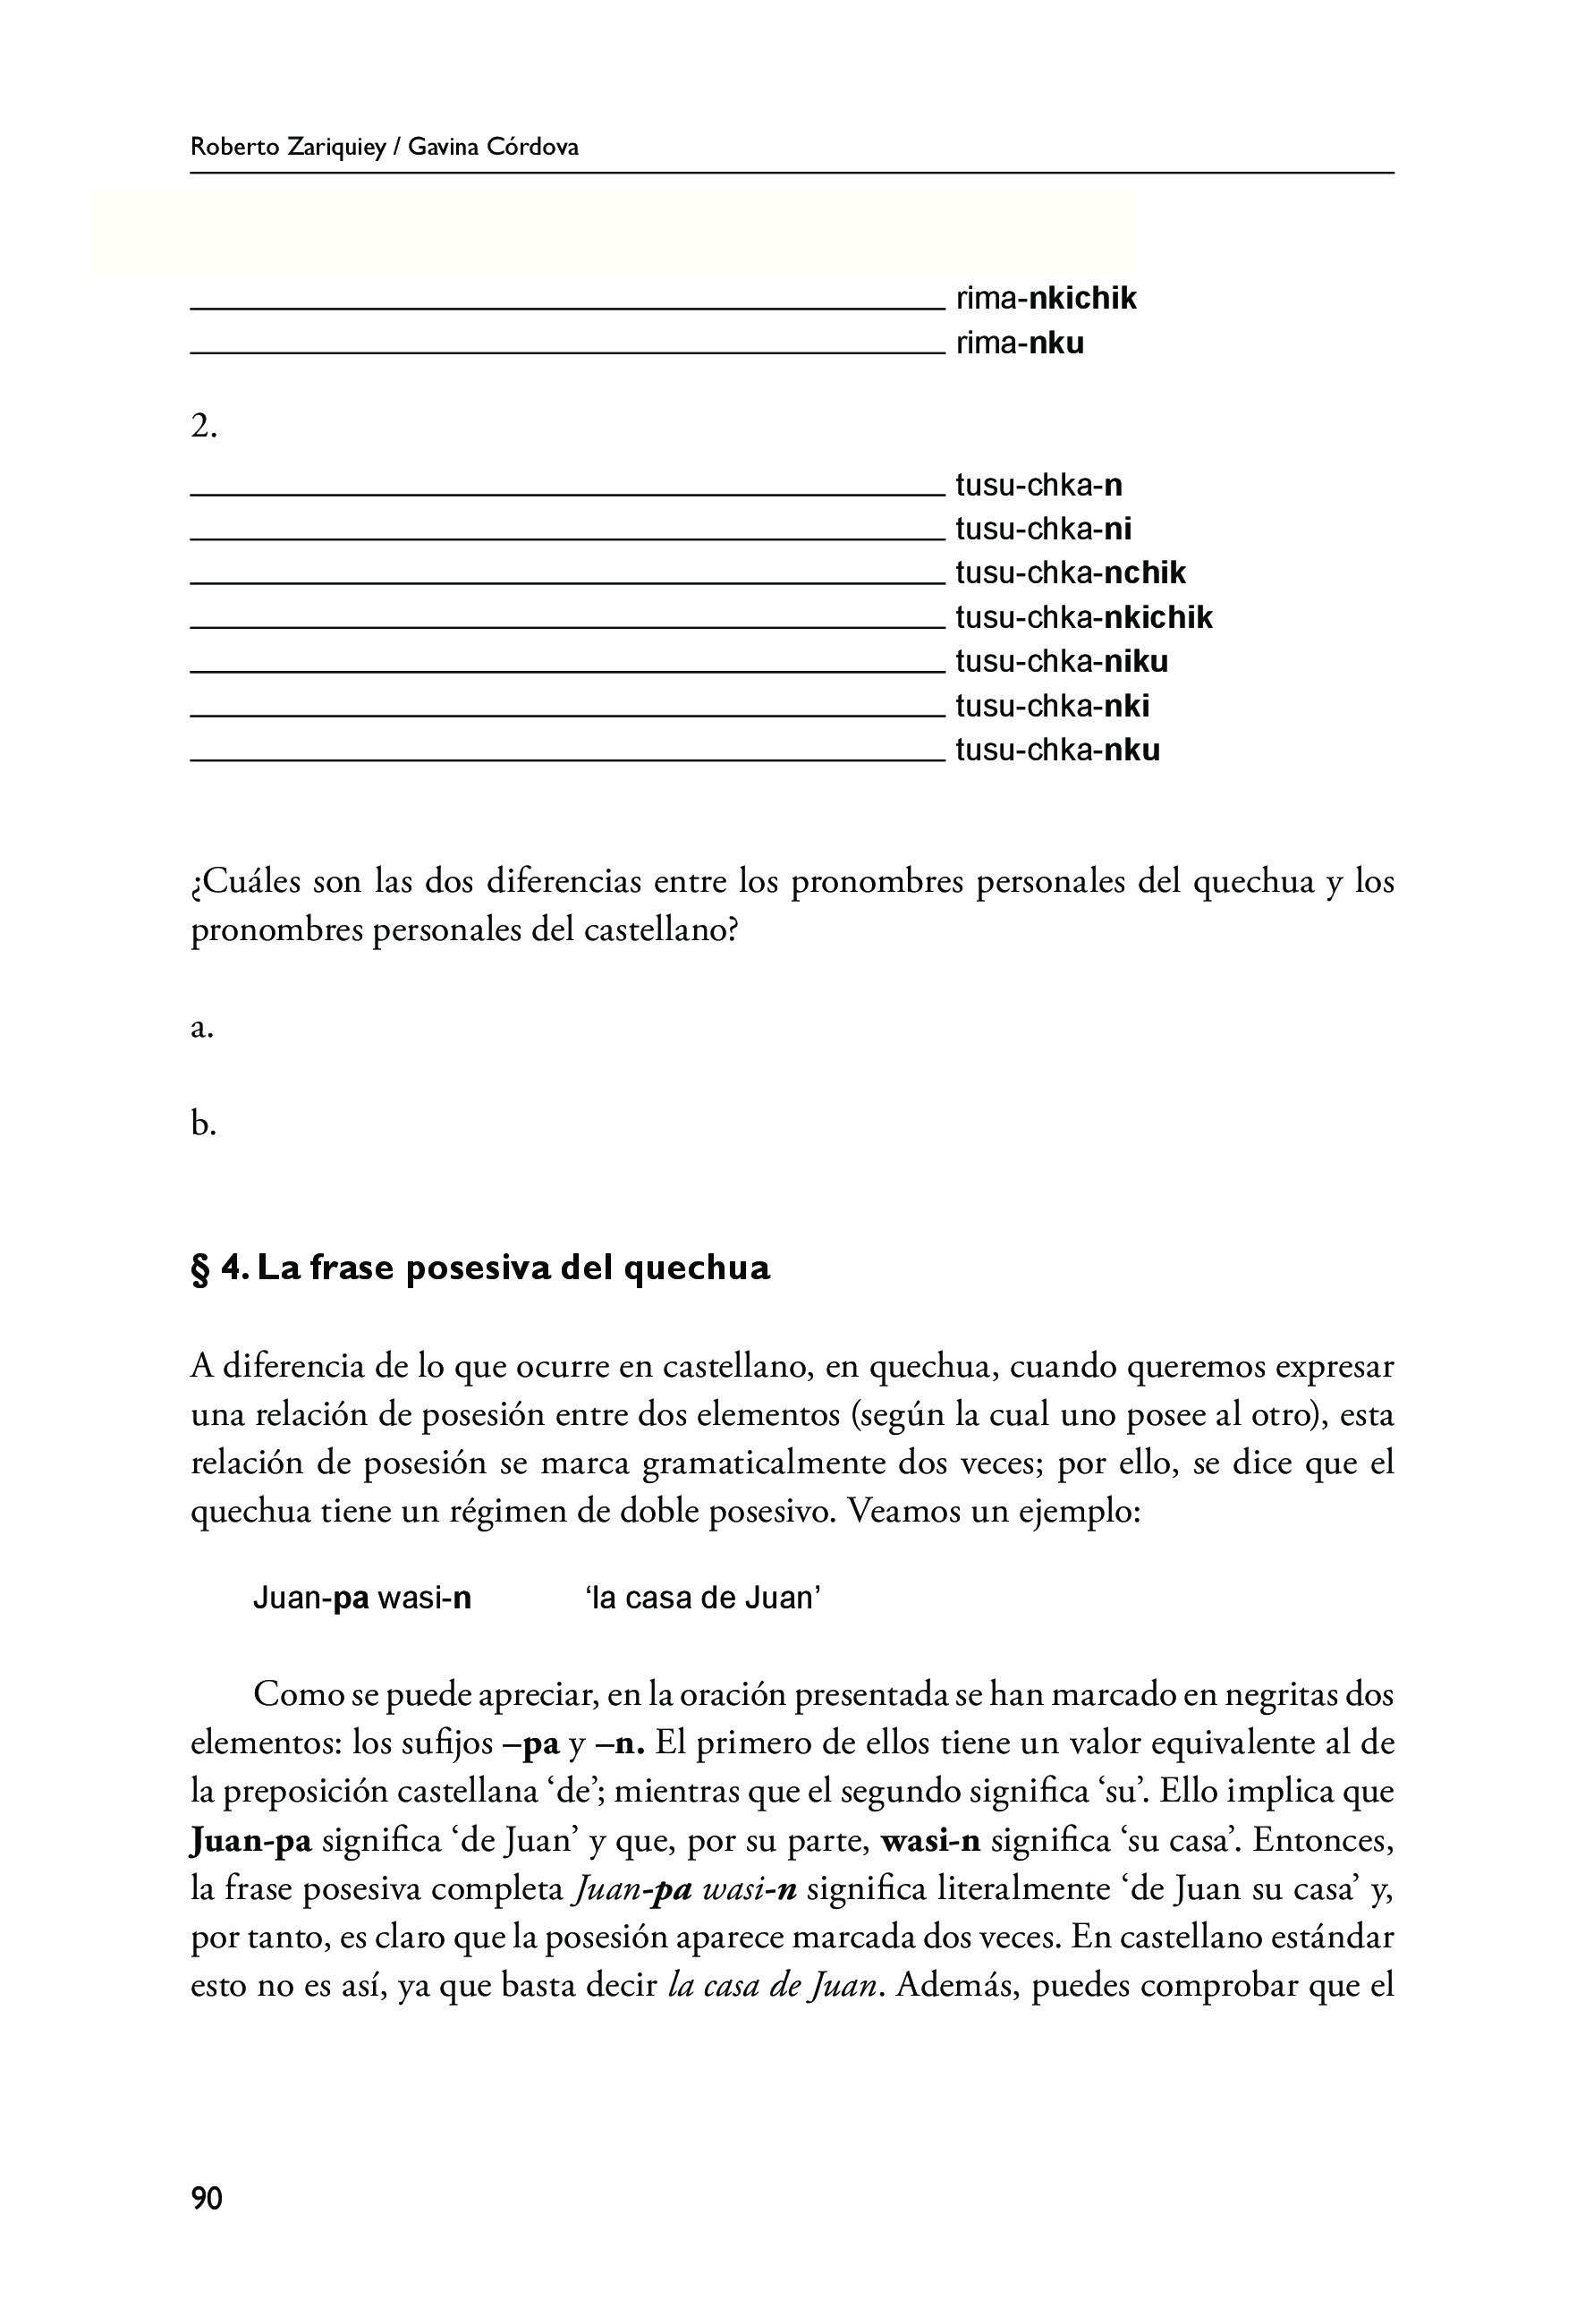 Roberto Zariquiey / Gavina Córdova
rima-nkichik
rima-nku
2.
tusu-chka-n
tusu-chka-ni
tusu-chka-nchik
tusu-chka-nkichik
tusu-chka-niku
tusu-chka-nki
tusu-chka-nku
¿Cuáles son las dos diferencias entre los pronombres personales del quechua y los
pronombres personales del castellano?
a.
b.
§ 4. La frase posesiva del quechua
A diferencia de lo que ocurre en castellano, en quechua, cuando queremos expresar
una relación de posesión entre dos elementos (según la cual uno posee al otro), esta
relación de posesión se marca gramaticalmente dos veces; por ello, se dice que el
quechua tiene un régimen de doble posesivo. Veamos un ejemplo:
Juan-pa wasi-n ‘la casa de Juan’
Como se puede apreciar, en la oración presentada se han marcado en negritas dos
elementos: los sufijos –pa y –n. El primero de ellos tiene un valor equivalente al de
la preposición castellana ‘de’; mientras que el segundo significa ‘su’. Ello implica que
Juan-pa significa ‘de Juan’ y que, por su parte, wasi-n significa ‘su casa’. Entonces,
la frase posesiva completa Juan-pa wasi-n significa literalmente ‘de Juan su casa’ y,
por tanto, es claro que la posesión aparece marcada dos veces. En castellano estándar
esto no es así, ya que basta decir la casa de Juan. Además, puedes comprobar que el
90